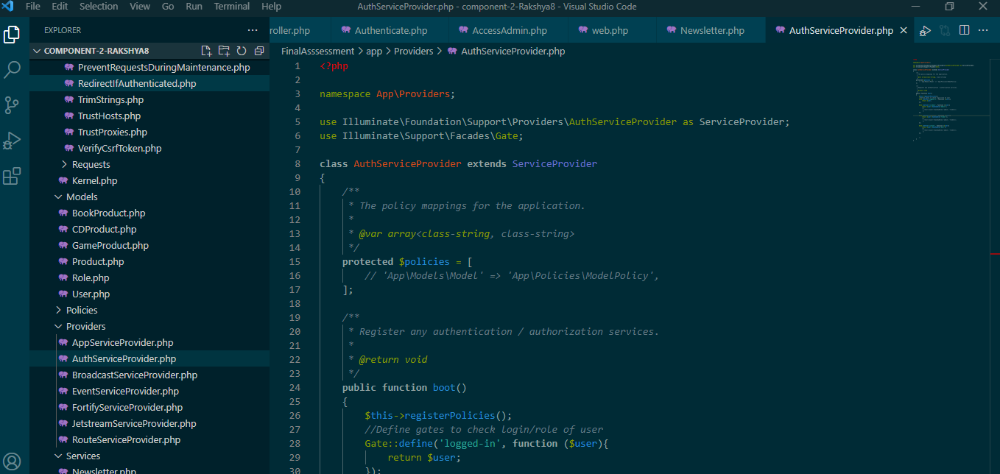 File Edit Selection View Go Run Terminal Help AuthServiceProvider.php - component-2-Rakshya8 - Visual Studio Code
EXPLORER
COMPONENT-2-RAKSHYA8
PreventRequestsDuringMaintenance.php
RedirectIfAuthenticated.php
TrimStrings.php
TrustHosts.php
TrustProxies.php
VerifyCsrfToken.php
Requests
Kernel.php
Models
BookProduct.php
CDProduct.php
GameProduct.php
Product.php
Role.php
User.php
Policies
Providers
AppServiceProvider.php
AuthServiceProvider.php
BroadcastServiceProvider.php
EventServiceProvider.php
FortifyServiceProvider.php
JetstreamServiceProvider.php
RouteServiceProvider.php
Services
Newsletter.php
roller.php Authenticate.php AccessAdmin.php web.php Newsletter.php AuthServiceProvider.php
FinalAsssessment > app > Providers > AuthServiceProvider.php
1 <?php
2
3 namespace App\Providers;
4
5 use Illuminate\Foundation\Support\Providers\AuthServiceProvider as ServiceProvider;
6 use Illuminate\Support\Facades\Gate;
7
8 class AuthServiceProvider extends ServiceProvider
9 {
10 /**
11 * The policy mappings for the application.
12 *
13 * @var array<class-string, class-string>
14 */
15 protected $policies = [
16 // 'App\Models\Model' => 'App\Policies\ModelPolicy',
17 ];
18
19 /**
20 * Register any authentication / authorization services.
21 *
22 * @return void
23 */
24 public function boot()
25 {
26 $this->registerPolicies();
27 //Define gates to check login/role of user
28 Gate::define('logged-in', function ($user){
29 return $user;
30 });